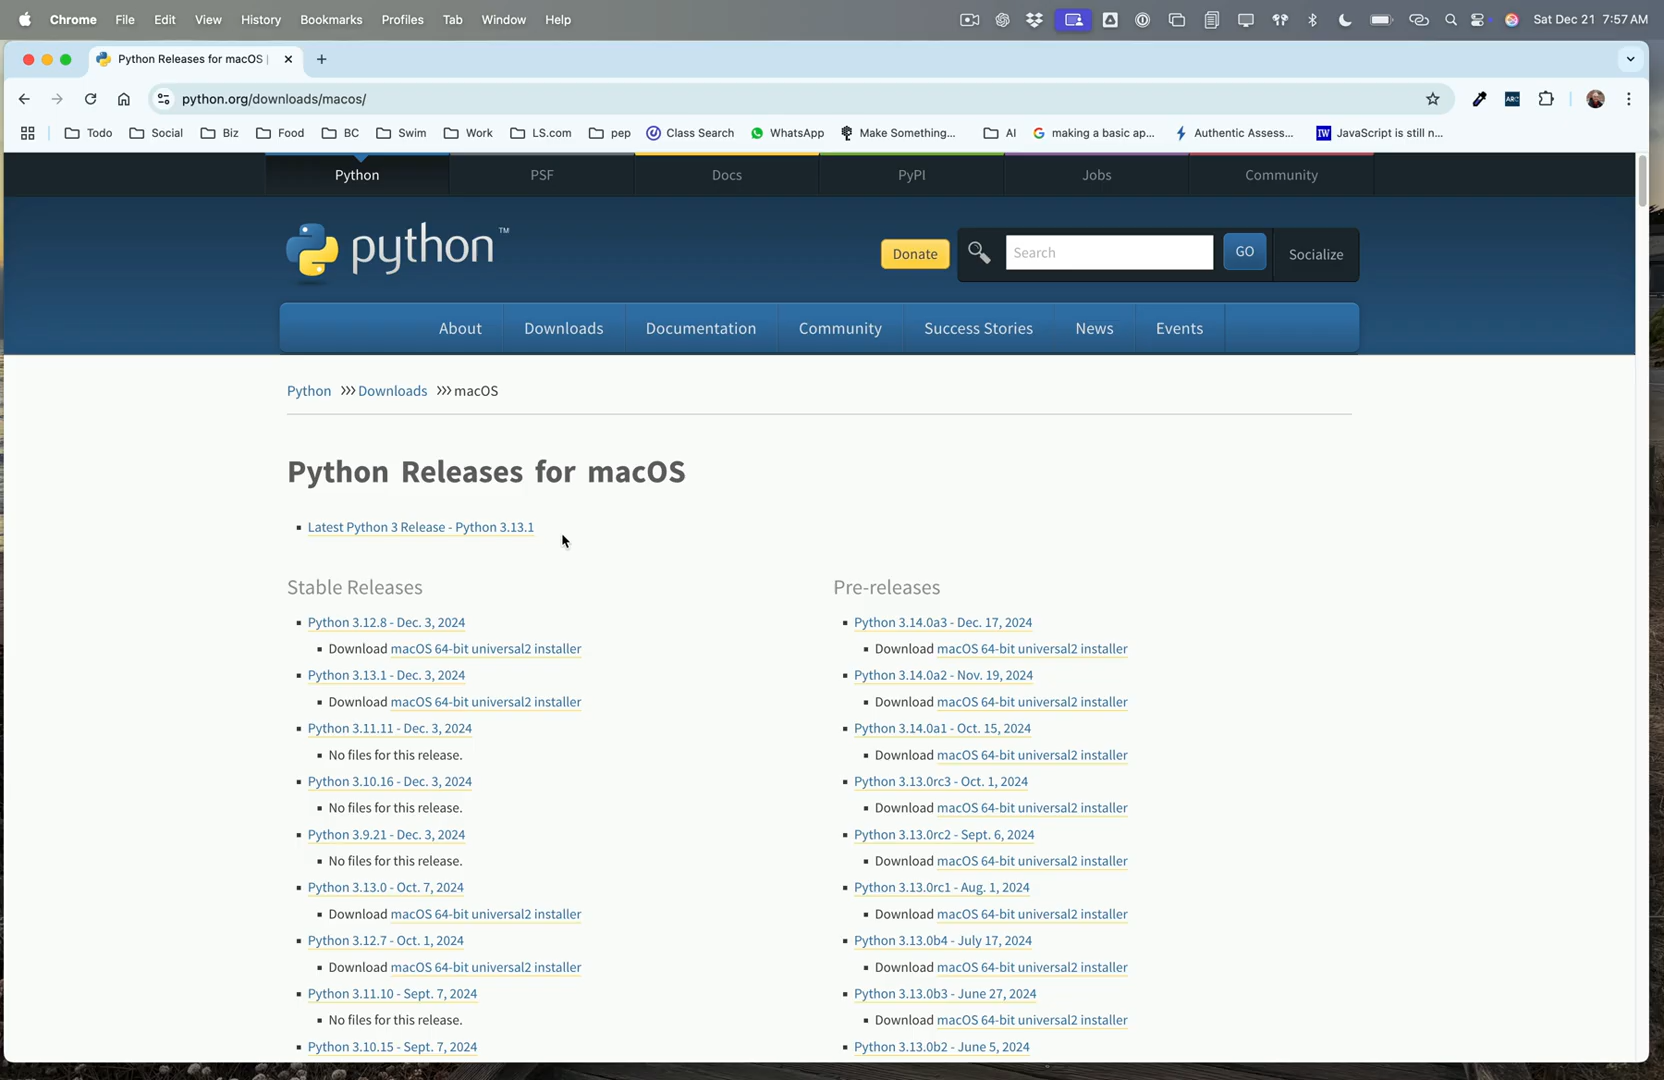 Chrome File Edit View History Bookmarks Profiles Tab Window Help Sat Dec 21 7:57 AM
Python Releases for macOS |
python.org/downloads/macos/
Todo Social Biz Food BC Swim Work LS.com pep Class Search WhatsApp Make Something... AI making a basic ap... Authentic Assess... JavaScript is still n...
Python PSF Docs PyPI Jobs Community
python™ Donate Search GO Socialize
About Downloads Documentation Community Success Stories News Events
Python >>> Downloads >>> macOS
Python Releases for macOS
Latest Python 3 Release - Python 3.13.1
Stable Releases
Python 3.12.8 - Dec. 3, 2024
Download macOS 64-bit universal2 installer
Python 3.13.1 - Dec. 3, 2024
Download macOS 64-bit universal2 installer
Python 3.11.11 - Dec. 3, 2024
No files for this release.
Python 3.10.16 - Dec. 3, 2024
No files for this release.
Python 3.9.21 - Dec. 3, 2024
No files for this release.
Python 3.13.0 - Oct. 7, 2024
Download macOS 64-bit universal2 installer
Python 3.12.7 - Oct. 1, 2024
Download macOS 64-bit universal2 installer
Python 3.11.10 - Sept. 7, 2024
No files for this release.
Python 3.10.15 - Sept. 7, 2024
Pre-releases
Python 3.14.0a3 - Dec. 17, 2024
Download macOS 64-bit universal2 installer
Python 3.14.0a2 - Nov. 19, 2024
Download macOS 64-bit universal2 installer
Python 3.14.0a1 - Oct. 15, 2024
Download macOS 64-bit universal2 installer
Python 3.13.0rc3 - Oct. 1, 2024
Download macOS 64-bit universal2 installer
Python 3.13.0rc2 - Sept. 6, 2024
Download macOS 64-bit universal2 installer
Python 3.13.0rc1 - Aug. 1, 2024
Download macOS 64-bit universal2 installer
Python 3.13.0b4 - July 17, 2024
Download macOS 64-bit universal2 installer
Python 3.13.0b3 - June 27, 2024
Download macOS 64-bit universal2 installer
Python 3.13.0b2 - June 5, 2024